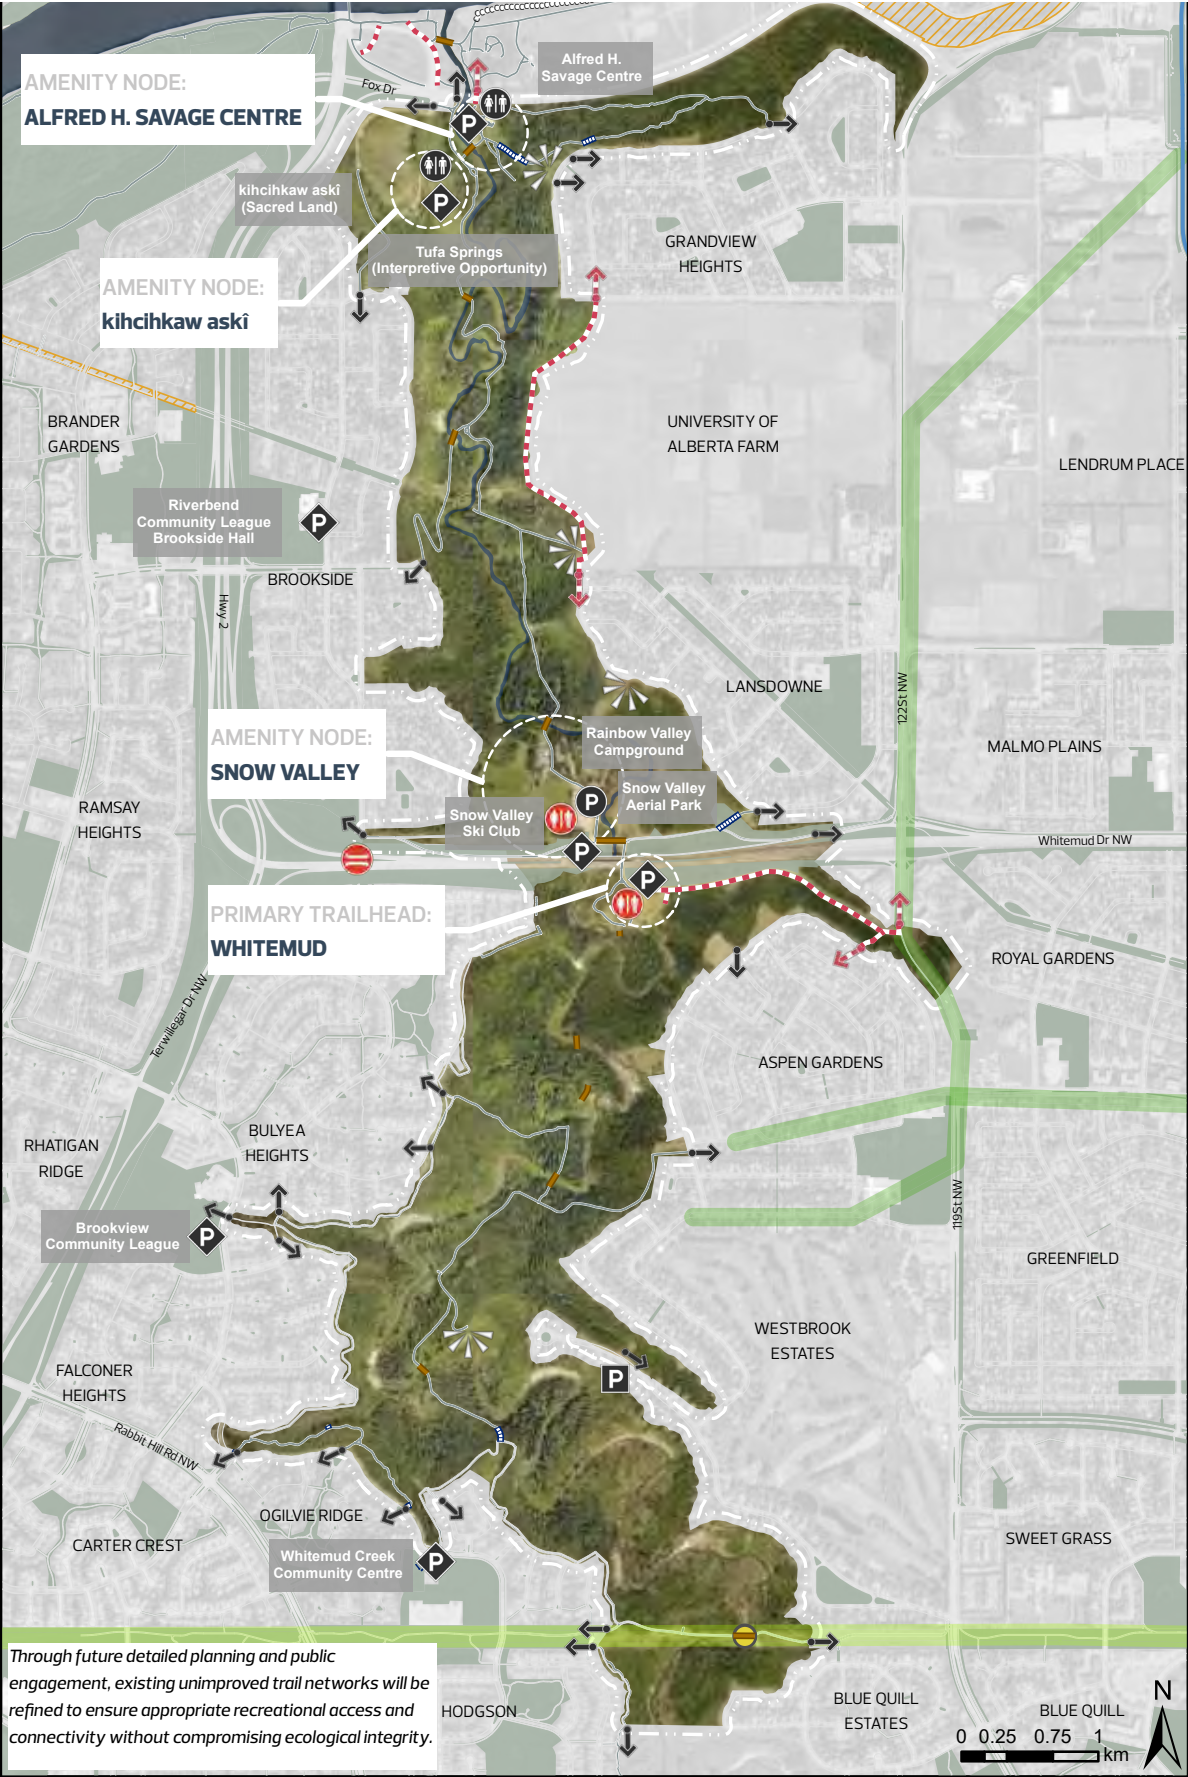 Alfred H.
Savage Centre
AMENITY NODE:
ALFRED H. SAVAGE CENTRE
Fox Dr
P
kihcihkaw askî
(Sacred Land)
P
Tufa Springs
(Interpretive Opportunity)
GRANDVIEW
HEIGHTS
AMENITY NODE:
kihcihkaw askî
BRANDER
GARDENS
UNIVERSITY OF
ALBERTA FARM
LENDRUM PLACE
Riverbend
Community League
Brookside Hall
P
BROOKSIDE
Hwy 2
LANSDOWNE
122St NW
MALMO PLAINS
AMENITY NODE:
SNOW VALLEY
Rainbow Valley
Campground
Snow Valley
Aerial Park
P
Snow Valley
Ski Club
P
RAMSAY
HEIGHTS
Whitemud Dr NW
P
PRIMARY TRAILHEAD:
WHITEMUD
ROYAL GARDENS
Terwillegar Dr NW
ASPEN GARDENS
RHATIGAN
RIDGE
BULYEA
HEIGHTS
119St NW
Brookview
Community League
P
GREENFIELD
WESTBROOK
ESTATES
FALCONER
HEIGHTS
P
Rabbit Hill Rd NW
OGILVIE RIDGE
CARTER CREST
SWEET GRASS
Whitemud Creek
Community Centre
P
Through future detailed planning and public
engagement, existing unimproved trail networks will be
refined to ensure appropriate recreational access and
connectivity without compromising ecological integrity.
HODGSON
BLUE QUILL
ESTATES
BLUE QUILL
N
0 0.25 0.75 1
km